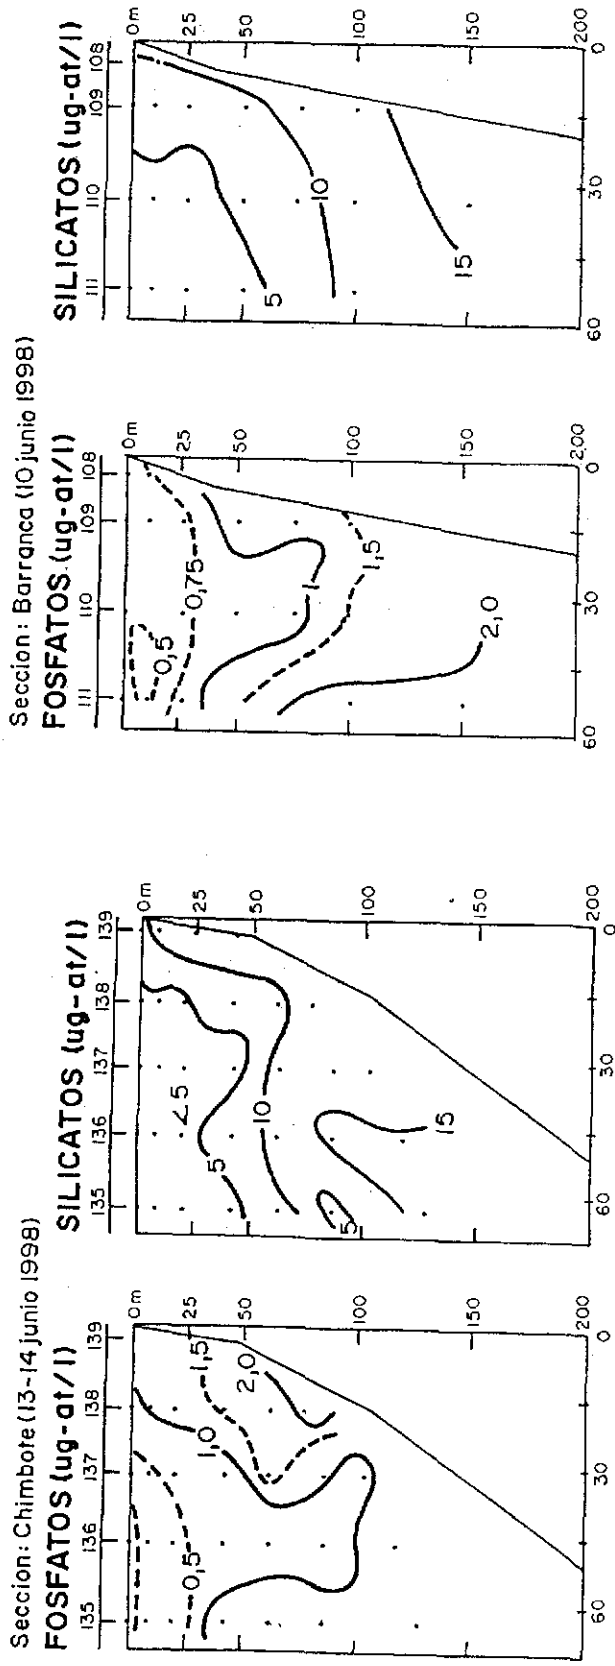 Seccion: Chimbote (13-14 junio 1998)
FOSFATOS (ug-at/l)
135 136 137 138 139
0m
25
50
100
150
200
60 30 0
0,5
1,0
1,5
2,0
SILICATOS (ug-at/l)
135 136 137 138 139
0m
25
50
100
150
200
60 30 0
<5
5
10
15
5
Seccion: Barranca (10 junio 1998)
FOSFATOS (ug-at/l)
111 110 109 108
0m
25
50
100
150
200
60 30 0
0,5
0,75
1
1,5
2,0
SILICATOS (ug-at/l)
111 110 109 108
0m
25
50
100
150
200
60 30 0
5
10
15